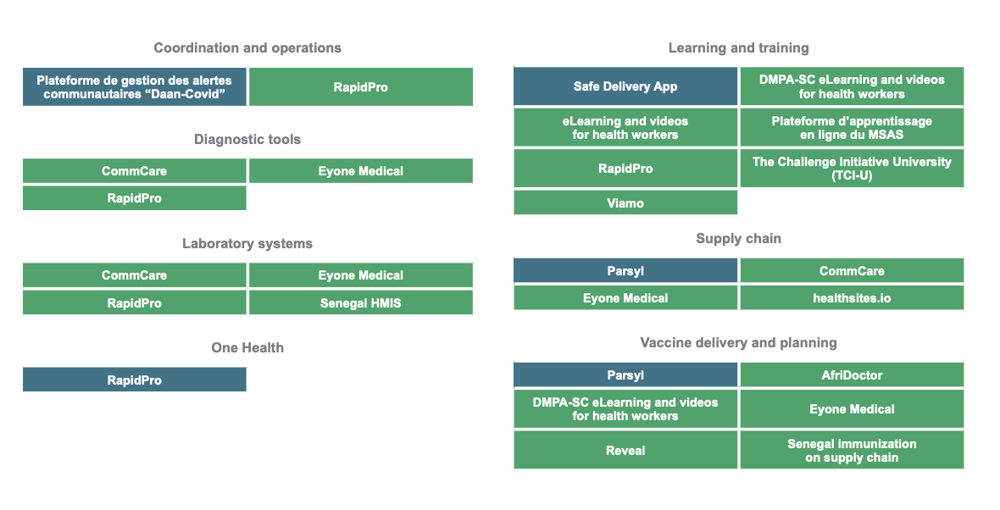 Coordination and operations
Plateforme de gestion des alertes
communautaires “Daan-Covid”
RapidPro
Diagnostic tools
CommCare
Eyone Medical
RapidPro
Laboratory systems
CommCare
Eyone Medical
RapidPro
Senegal HMIS
One Health
RapidPro
Learning and training
Safe Delivery App
DMPA-SC eLearning and videos
for health workers
eLearning and videos
for health workers
Plateforme d’apprentissage
en ligne du MSAS
RapidPro
The Challenge Initiative University
(TCI-U)
Viamo
Supply chain
Parsyl
CommCare
Eyone Medical
healthsites.io
Vaccine delivery and planning
Parsyl
AfriDoctor
DMPA-SC eLearning and videos
for health workers
Eyone Medical
Reveal
Senegal immunization
on supply chain